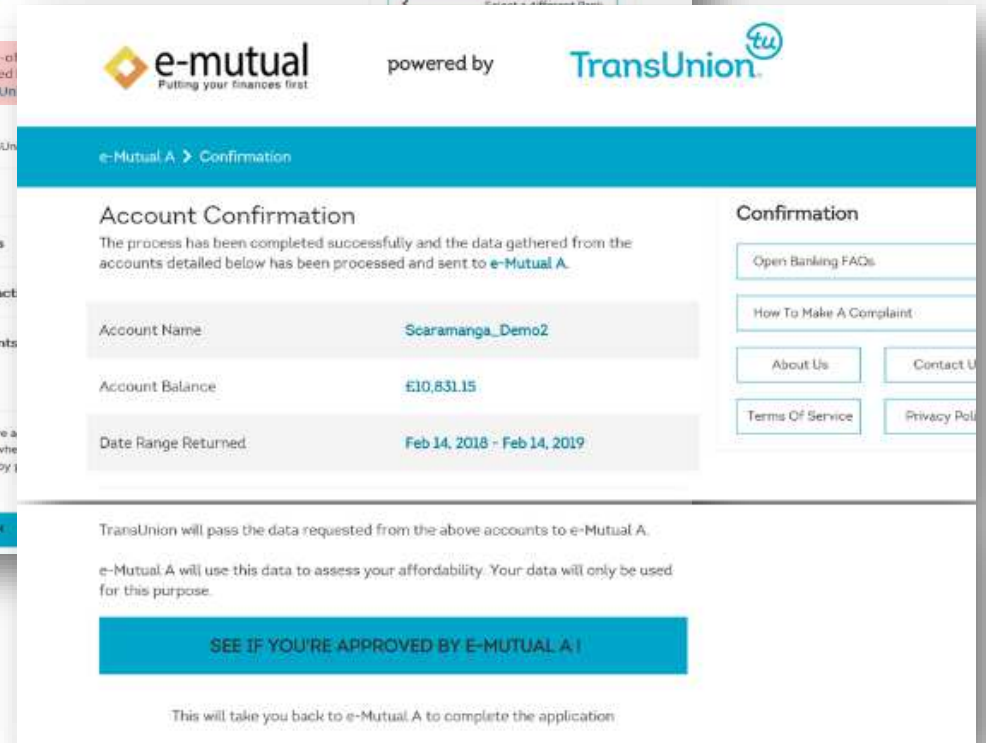 Select a different Bank
e-mutual
Putting your finances first
powered by
TransUnion
tu
e-Mutual A > Confirmation
Account Confirmation
The process has been completed successfully and the data gathered from the
accounts detailed below has been processed and sent to e-Mutual A.
Account Name Scaramanga_Demo2
Account Balance £10,831.15
Date Range Returned Feb 14, 2018 - Feb 14, 2019
Confirmation
Open Banking FAQs
How To Make A Complaint
About Us
Contact U
Terms Of Service
Privacy Poli
TransUnion will pass the data requested from the above accounts to e-Mutual A.
e-Mutual A will use this data to assess your affordability. Your data will only be used
for this purpose.
SEE IF YOU'RE APPROVED BY E-MUTUAL A !
This will take you back to e-Mutual A to complete the application